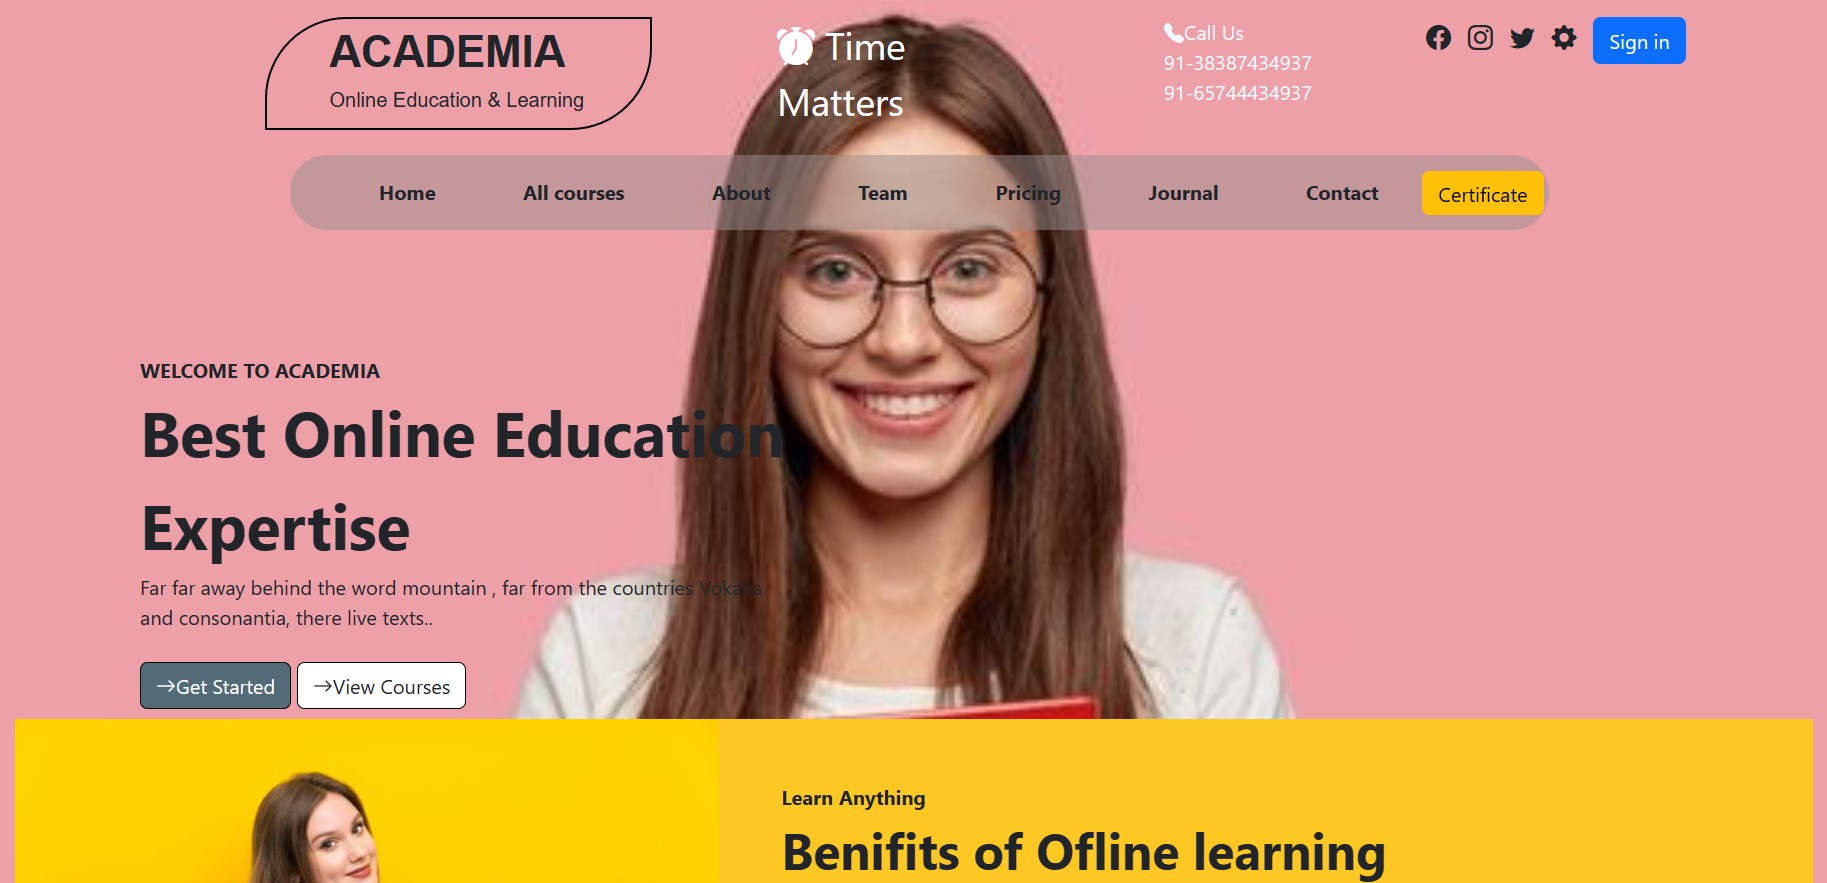 ACADEMIA
Online Education & Learning
Time
Matters
Call Us
91-38387434937
91-65744434937
Sign in
Home All courses About Team Pricing Journal Contact Certificate
WELCOME TO ACADEMIA
Best Online Education
Expertise
Far far away behind the word mountain , far from the countries Vokalia
and consonantia, there live texts..
Get Started View Courses
Learn Anything
Benifits of Ofline learning